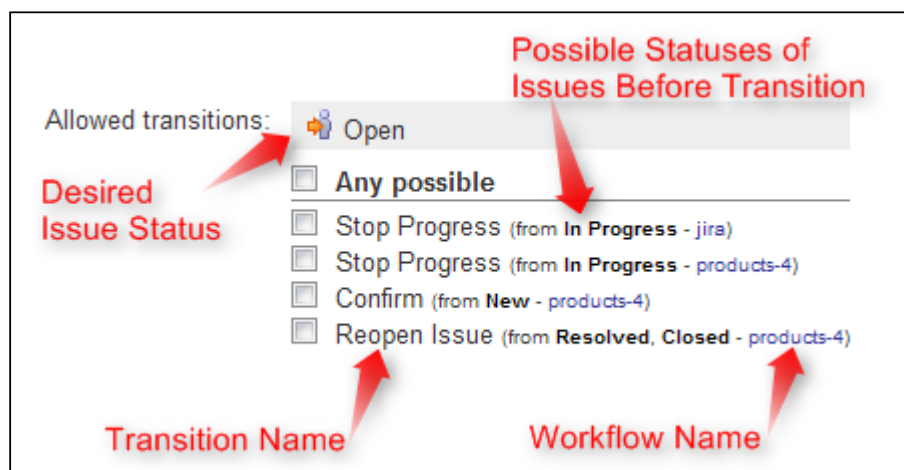 Possible Statuses of
Issues Before Transition
Allowed transitions:
Open
Desired
Issue Status
Any possible
Stop Progress (from In Progress - jira)
Stop Progress (from In Progress - products-4)
Confirm (from New - products-4)
Reopen Issue (from Resolved, Closed - products-4)
Transition Name
Workflow Name